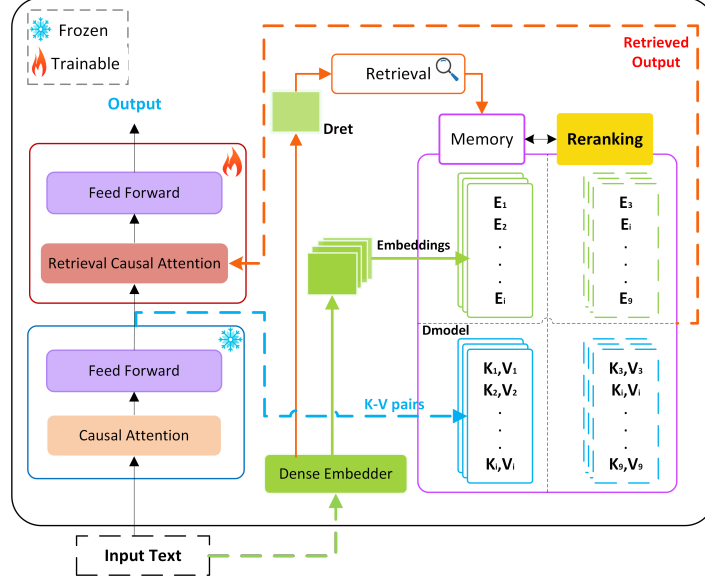 Frozen
Trainable
Output
Feed Forward
Retrieval Causal Attention
Feed Forward
Causal Attention
Input Text
Retrieval
Dret
Retrieved
Output
Memory
Reranking
Embeddings
E1
E2
.
.
.
Ei
E3
Ei
.
.
.
E9
Dmodel
K-V pairs
K1,V1
K2,V2
.
.
.
Ki,Vi
K3,V3
Ki,Vi
.
.
.
K9,V9
Dense Embedder